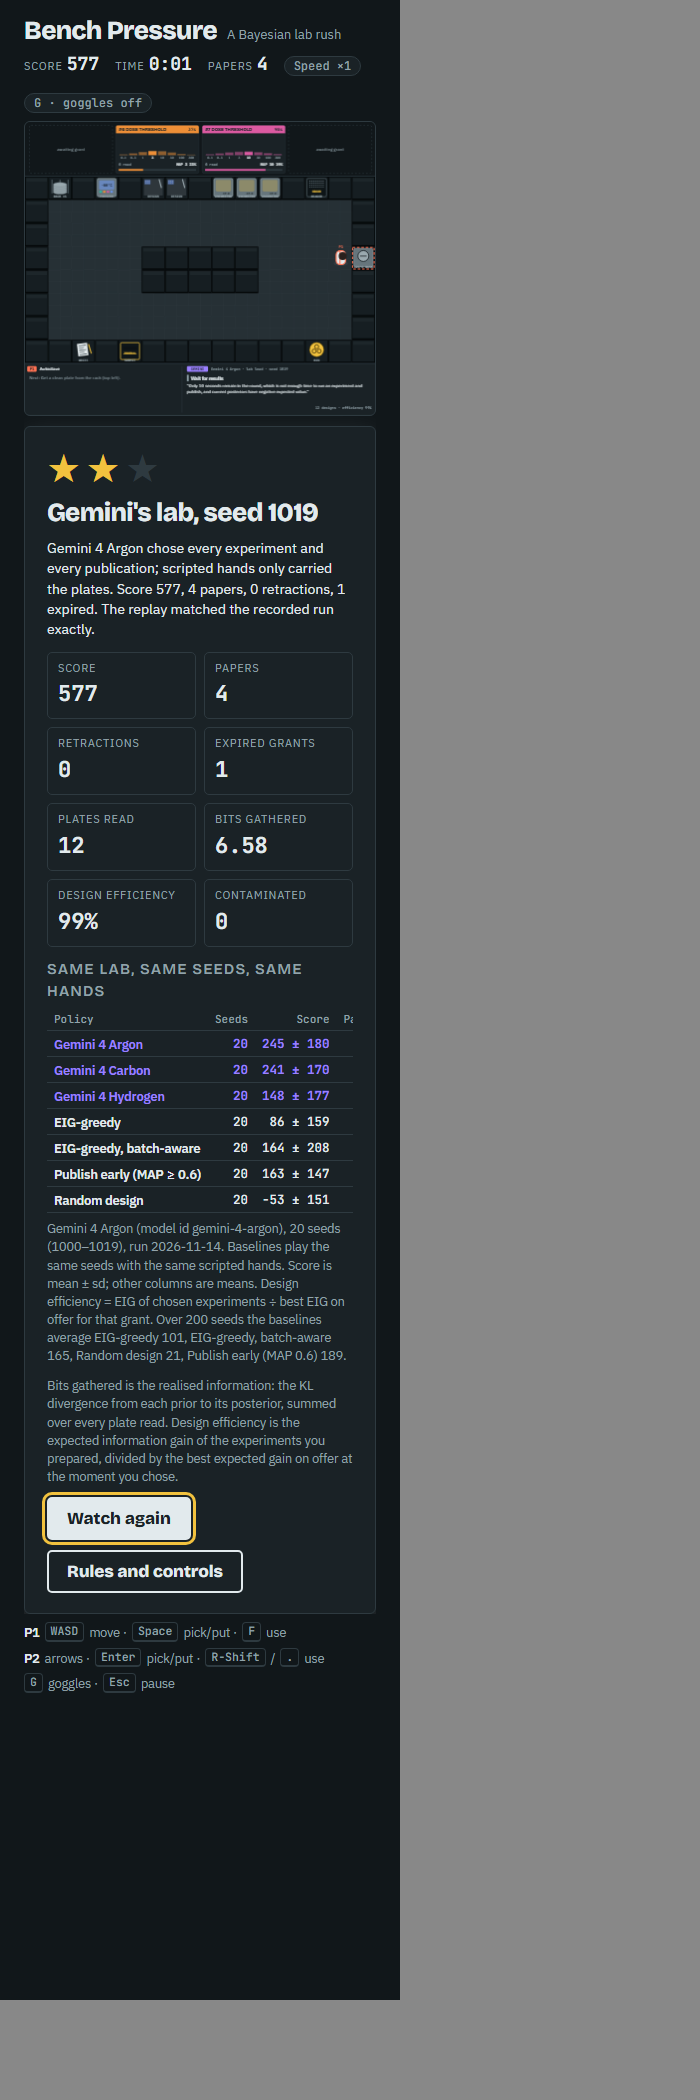 Bench Pressure A Bayesian lab rush
SCORE 577 TIME 0:01 PAPERS 4 Speed ×1
G · goggles off
Wait for results
Gemini's lab, seed 1019
Gemini 4 Argon chose every experiment and
every publication; scripted hands only carried
the plates. Score 577, 4 papers, 0 retractions, 1
expired. The replay matched the recorded run
exactly.
SCORE
577
PAPERS
4
RETRACTIONS
0
EXPIRED GRANTS
1
PLATES READ
12
BITS GATHERED
6.58
DESIGN EFFICIENCY
99%
CONTAMINATED
0
SAME LAB, SAME SEEDS, SAME
HANDS
Policy Seeds Score Pa
Gemini 4 Argon 20 245 ± 180
Gemini 4 Carbon 20 241 ± 170
Gemini 4 Hydrogen 20 148 ± 177
EIG-greedy 20 86 ± 159
EIG-greedy, batch-aware 20 164 ± 208
Publish early (MAP ≥ 0.6) 20 163 ± 147
Random design 20 -53 ± 151
Gemini 4 Argon (model id gemini-4-argon), 20 seeds
(1000–1019), run 2026-11-14. Baselines play the
same seeds with the same scripted hands. Score is
mean ± sd; other columns are means. Design
efficiency = EIG of chosen experiments ÷ best EIG on
offer for that grant. Over 200 seeds the baselines
average EIG-greedy 101, EIG-greedy, batch-aware
165, Random design 21, Publish early (MAP 0.6) 189.
Bits gathered is the realised information: the KL
divergence from each prior to its posterior, summed
over every plate read. Design efficiency is the
expected information gain of the experiments you
prepared, divided by the best expected gain on offer at
the moment you chose.
Watch again
Rules and controls
P1 WASD move · Space pick/put · F use
P2 arrows · Enter pick/put · R-Shift / . use
G goggles · Esc pause